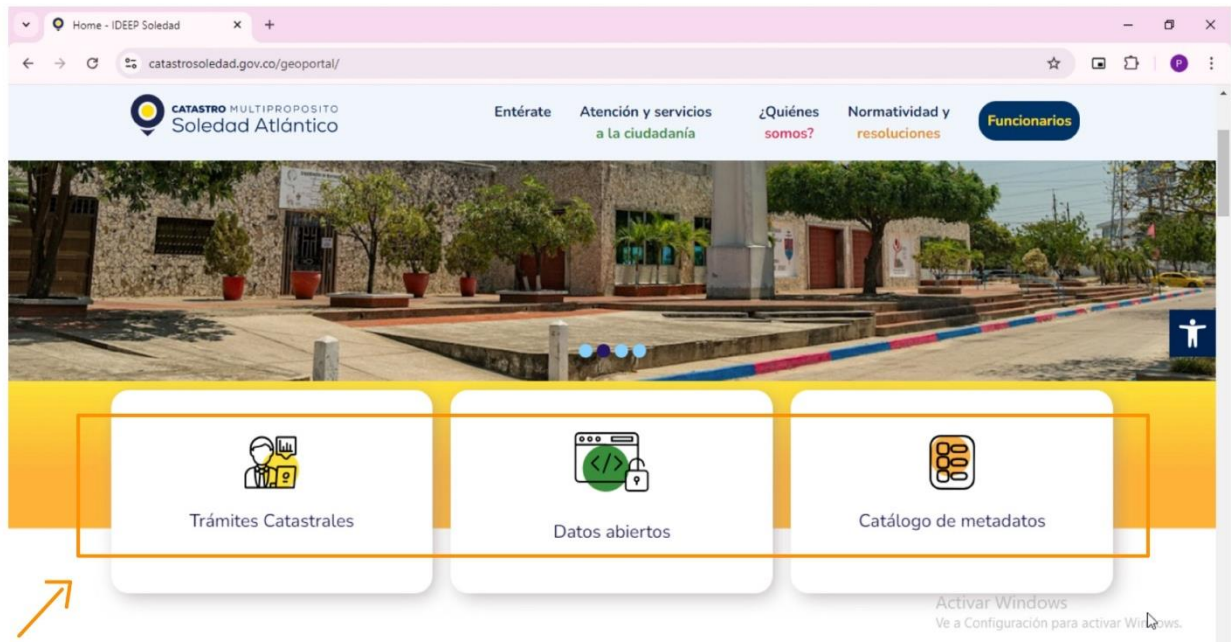 Home - IDEEP Soledad
catastrosoledad.gov.co/geoportal/
P
CATASTRO MULTIPROPOSITO
Soledad Atlántico
Entérate
Atención y servicios
a la ciudadanía
¿Quiénes
somos?
Normatividad y
resoluciones
Funcionarios
Trámites Catastrales
Datos abiertos
Catálogo de metadatos
Activar Windows
Ve a Configuración para activar Windows.